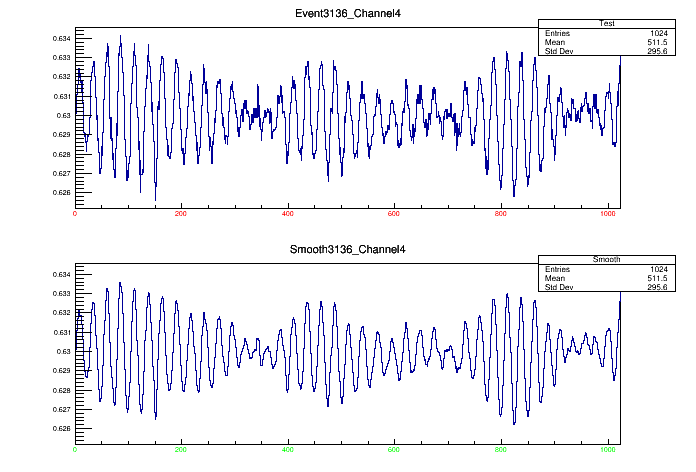 Event3136_Channel4
Test
Entries 1024
Mean 511.5
Std Dev 295.6
0.634
0.633
0.632
0.631
0.63
0.629
0.628
0.627
0.626
0 200 400 600 800 1000
Smooth3136_Channel4
Smooth
Entries 1024
Mean 511.5
Std Dev 295.6
0.634
0.633
0.632
0.631
0.63
0.629
0.628
0.627
0.626
0 200 400 600 800 1000